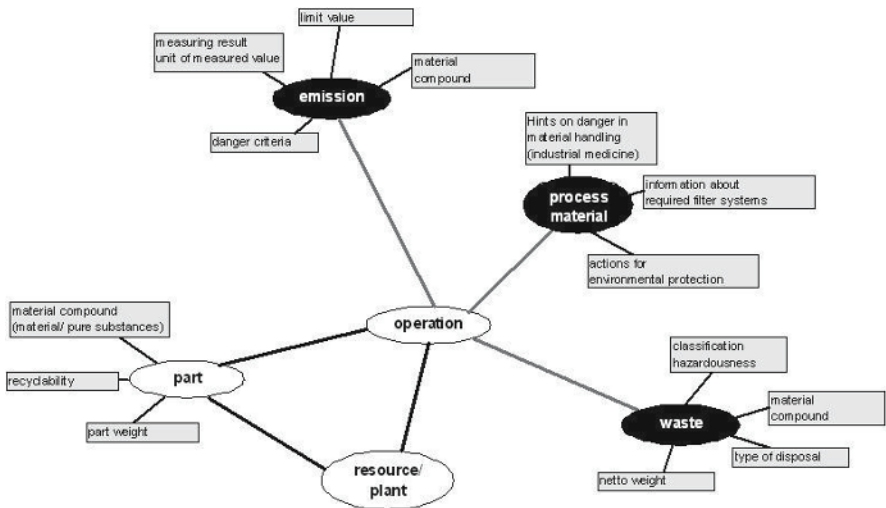 limit value
measuring result
unit of measured value
material
compound
emission
danger criteria
Hints on danger in
material handling
(industrial medicine)
information about
required filter systems
process
material
actions for
environmental protection
material compound
(material/ pure substances)
operation
classification
hazardousness
recyclability
part
material
compound
part weight
waste
type of disposal
resource/
plant
netto weight